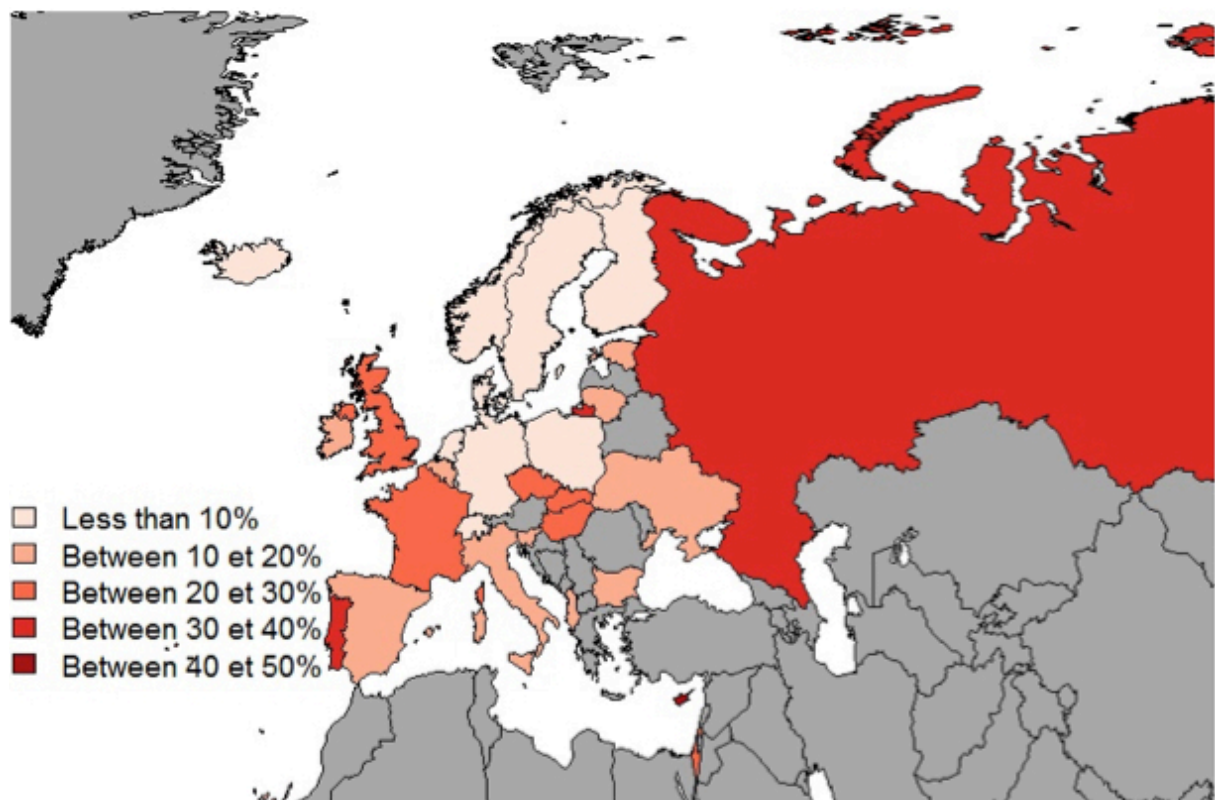 Less than 10%
Between 10 et 20%
Between 20 et 30%
Between 30 et 40%
Between 40 et 50%